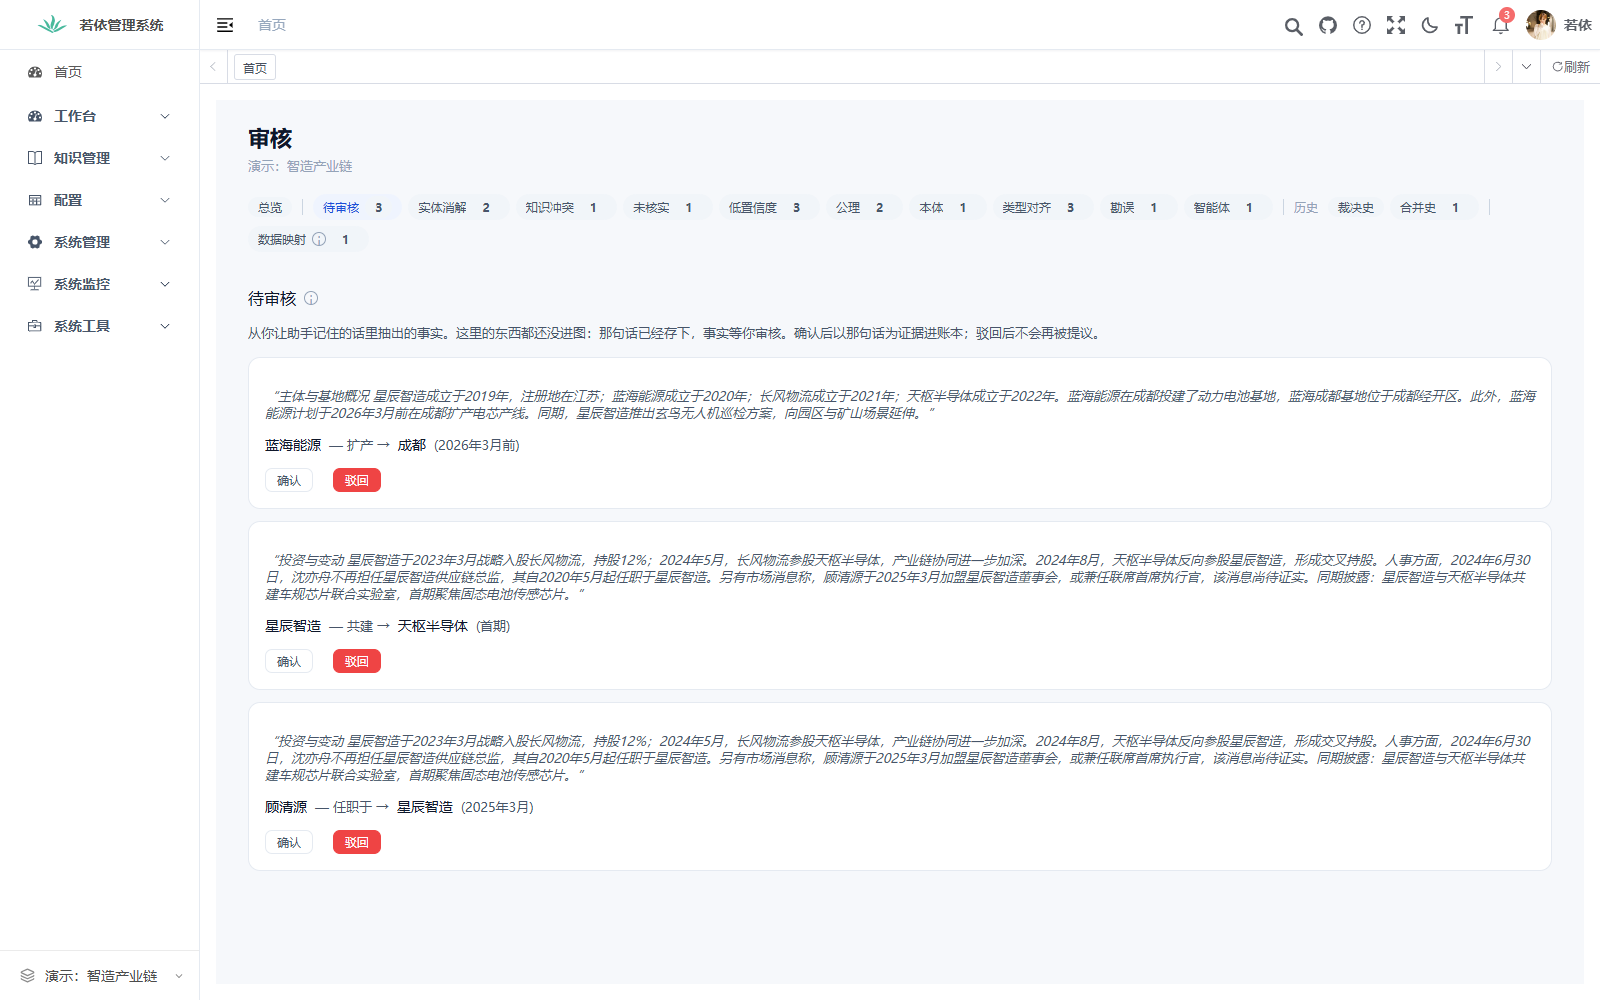 若依管理系统
首页
3
若依
首页
刷新
首页
工作台
知识管理
配置
系统管理
系统监控
系统工具
演示：智造产业链
审核
演示：智造产业链
总览 待审核 3 实体消解 2 知识冲突 1 未核实 1 低置信度 3 公理 2 本体 1 类型对齐 3 勘误 1 智能体 1 历史 裁决史 合并史 1
数据映射 1
待审核
从你让助手记住的话里抽出的事实。这里的东西都还没进图：那句话已经存下，事实等你审核。确认后以那句话为证据进账本；驳回后不会再被提议。
“主体与基地概况 星辰智造成立于2019年，注册地在江苏；蓝海能源成立于2020年；长风物流成立于2021年；天枢半导体成立于2022年。蓝海能源在成都投建了动力电池基地，蓝海成都基地位于成都经开区。此外，蓝海
能源计划于2026年3月前在成都扩产电芯产线。同期，星辰智造推出玄鸟无人机巡检方案，向园区与矿山场景延伸。”
蓝海能源 — 扩产 → 成都 (2026年3月前)
确认 驳回
“投资与变动 星辰智造于2023年3月战略入股长风物流，持股12%；2024年5月，长风物流参股天枢半导体，产业链协同进一步加深。2024年8月，天枢半导体反向参股星辰智造，形成交叉持股。人事方面，2024年6月30
日，沈亦舟不再担任星辰智造供应链总监，其自2020年5月起任职于星辰智造。另有市场消息称，顾清源于2025年3月加盟星辰智造董事会，或兼任联席首席执行官，该消息尚待证实。同期披露：星辰智造与天枢半导体共
建车规芯片联合实验室，首期聚焦固态电池传感芯片。”
星辰智造 — 共建 → 天枢半导体 (首期)
确认 驳回
“投资与变动 星辰智造于2023年3月战略入股长风物流，持股12%；2024年5月，长风物流参股天枢半导体，产业链协同进一步加深。2024年8月，天枢半导体反向参股星辰智造，形成交叉持股。人事方面，2024年6月30
日，沈亦舟不再担任星辰智造供应链总监，其自2020年5月起任职于星辰智造。另有市场消息称，顾清源于2025年3月加盟星辰智造董事会，或兼任联席首席执行官，该消息尚待证实。同期披露：星辰智造与天枢半导体共
建车规芯片联合实验室，首期聚焦固态电池传感芯片。”
顾清源 — 任职于 → 星辰智造 (2025年3月)
确认 驳回